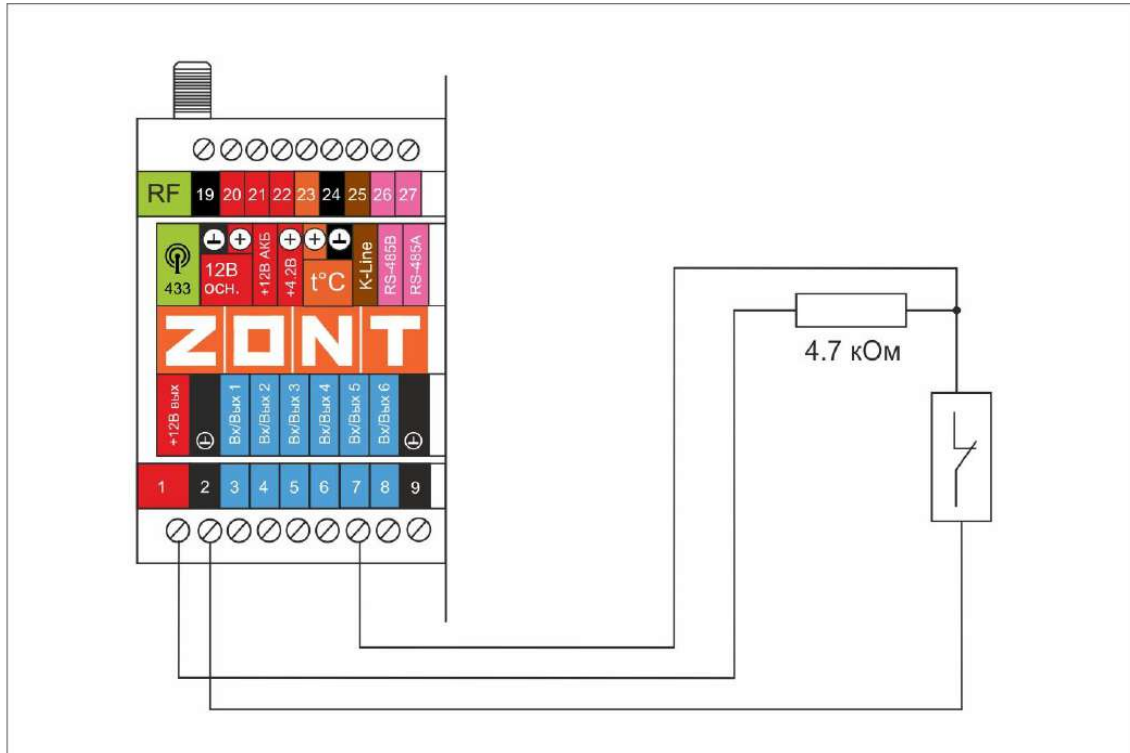 RF 19 20 21 22 23 24 25 26 27
433
12В
осн.
+12В АКБ
+4.2В
t°C
K-Line
RS-485B
RS-485A
ZONT
+12В вых
Вх/Вых 1
Вх/Вых 2
Вх/Вых 3
Вх/Вых 4
Вх/Вых 5
Вх/Вых 6
1 2 3 4 5 6 7 8 9
4.7 кОм